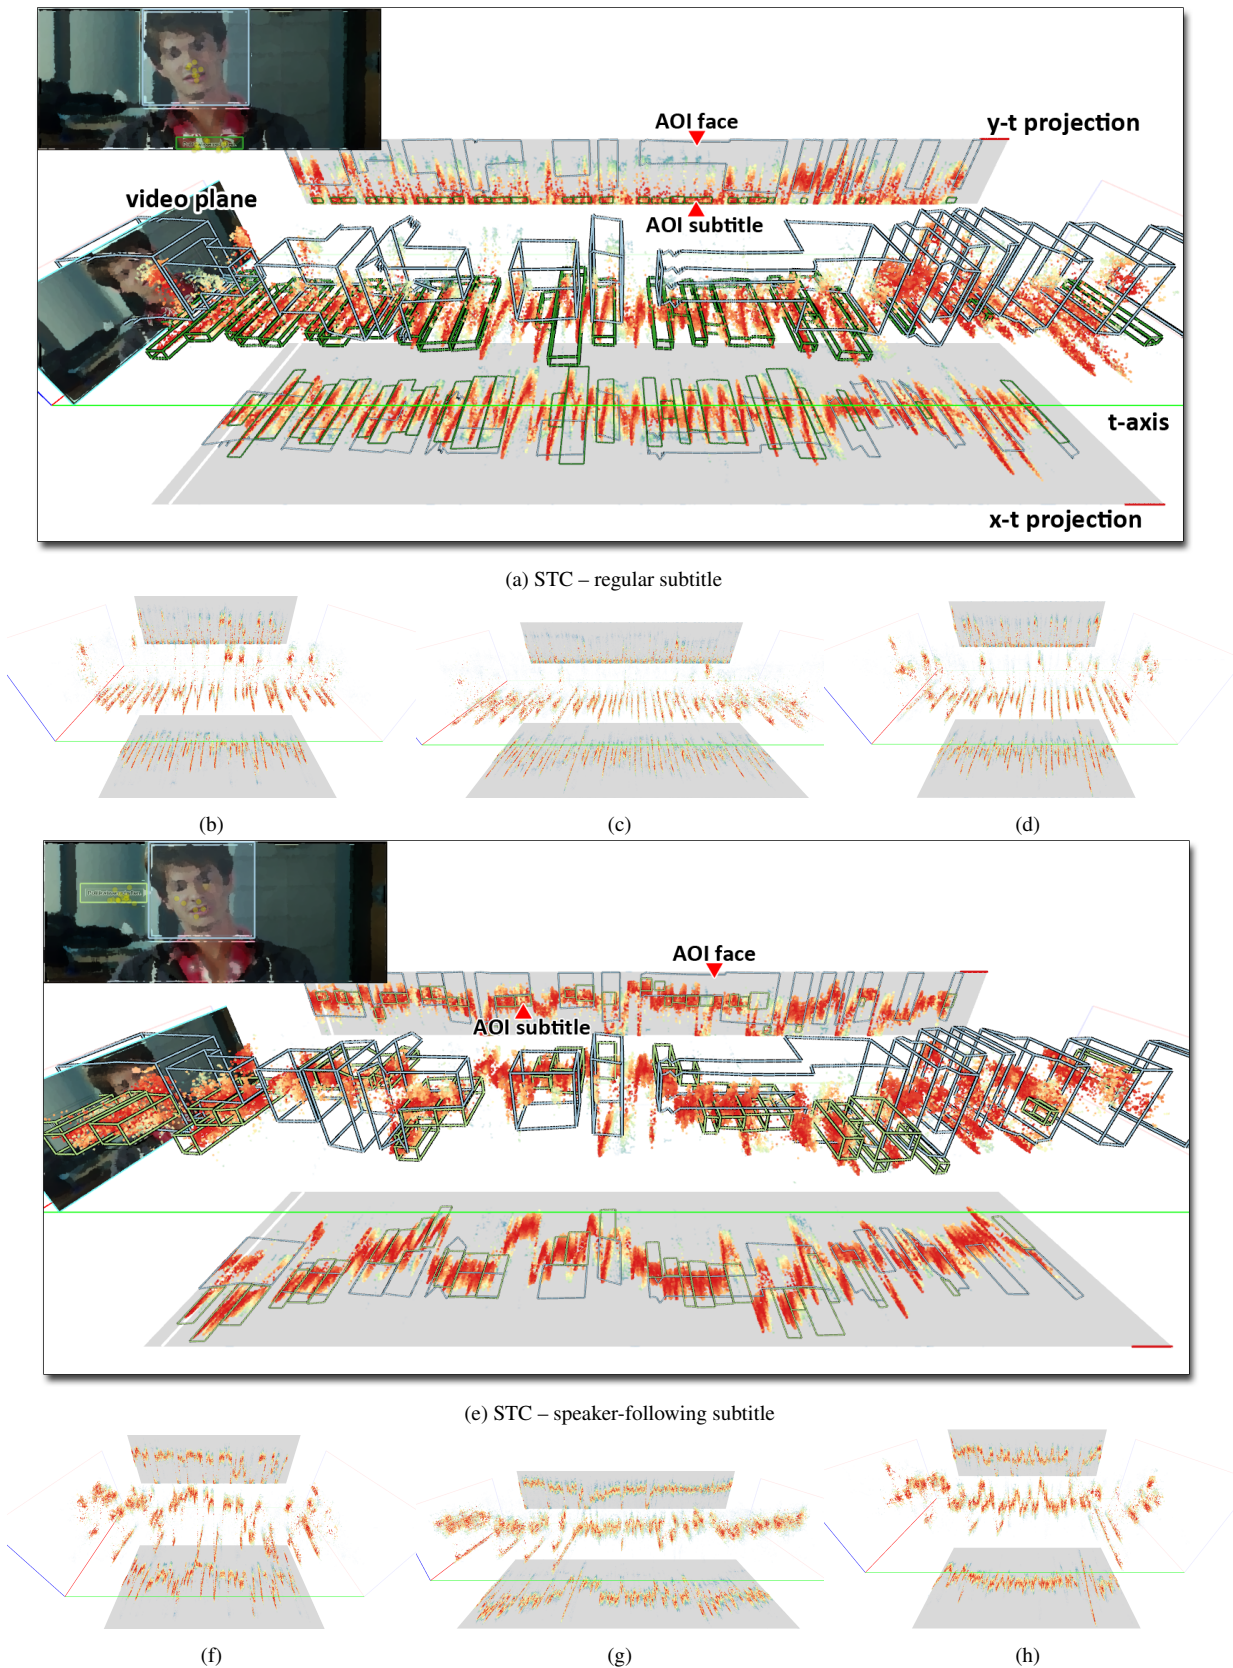 AOI face
y-t projection
video plane
AOI subtitle
t-axis
x-t projection
(a) STC – regular subtitle
(b)
(c)
(d)
AOI face
AOI subtitle
(e) STC – speaker-following subtitle
(f)
(g)
(h)